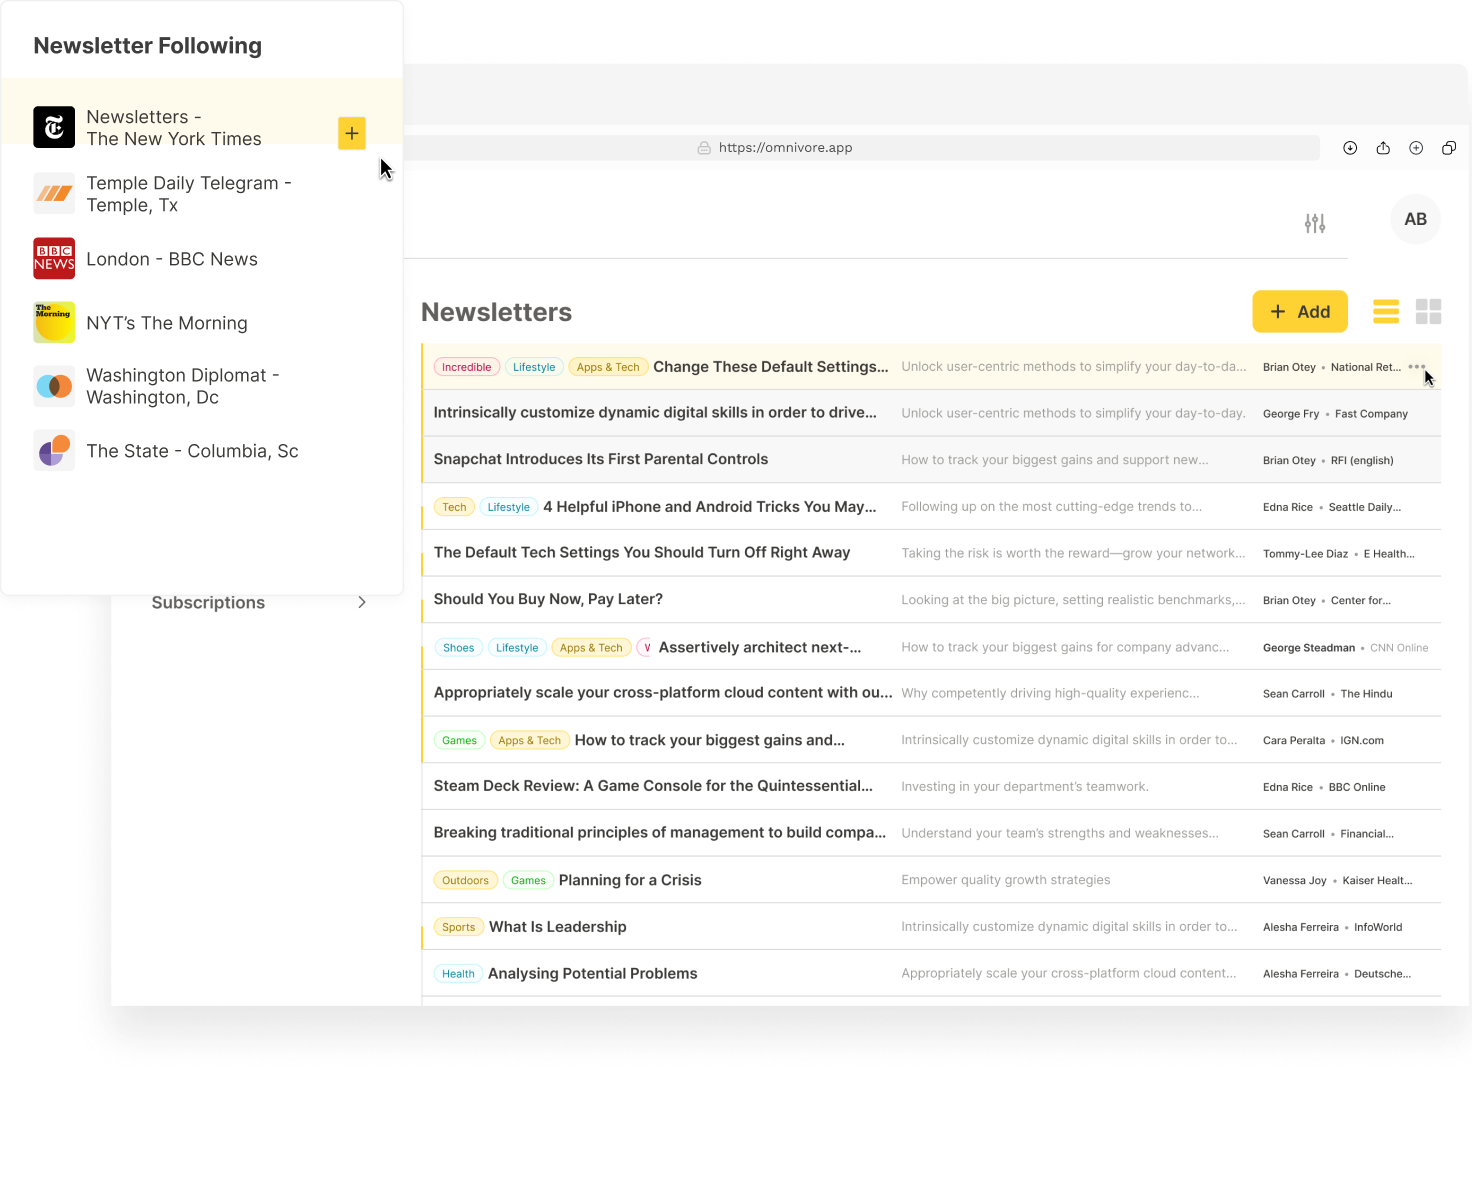 Newsletter Following
Newsletters -
The New York Times
Temple Daily Telegram -
Temple, Tx
BBC
NEWS
London - BBC News
The
Morning
NYT's The Morning
Washington Diplomat -
Washington, Dc
The State - Columbia, Sc
Subscriptions
https://omnivore.app
AB
Newsletters
+ Add
Incredible Lifestyle Apps & Tech Change These Default Settings... Unlock user-centric methods to simplify your day-to-da... Brian Otey • National Ret...
Intrinsically customize dynamic digital skills in order to drive... Unlock user-centric methods to simplify your day-to-day. George Fry • Fast Company
Snapchat Introduces Its First Parental Controls How to track your biggest gains and support new... Brian Otey • RFI (english)
Tech Lifestyle 4 Helpful iPhone and Android Tricks You May... Following up on the most cutting-edge trends to... Edna Rice • Seattle Daily...
The Default Tech Settings You Should Turn Off Right Away Taking the risk is worth the reward—grow your network... Tommy-Lee Diaz • E Health...
Should You Buy Now, Pay Later? Looking at the big picture, setting realistic benchmarks,... Brian Otey • Center for...
Shoes Lifestyle Apps & Tech Assertively architect next-... How to track your biggest gains for company advanc... George Steadman • CNN Online
Appropriately scale your cross-platform cloud content with ou... Why competently driving high-quality experienc... Sean Carroll • The Hindu
Games Apps & Tech How to track your biggest gains and... Intrinsically customize dynamic digital skills in order to... Cara Peralta • IGN.com
Steam Deck Review: A Game Console for the Quintessential... Investing in your department's teamwork. Edna Rice • BBC Online
Breaking traditional principles of management to build compa... Understand your team's strengths and weaknesses... Sean Carroll • Financial...
Outdoors Games Planning for a Crisis Empower quality growth strategies Vanessa Joy • Kaiser Healt...
Sports What Is Leadership Intrinsically customize dynamic digital skills in order to... Alesha Ferreira • InfoWorld
Health Analysing Potential Problems Appropriately scale your cross-platform cloud content... Alesha Ferreira • Deutsche...